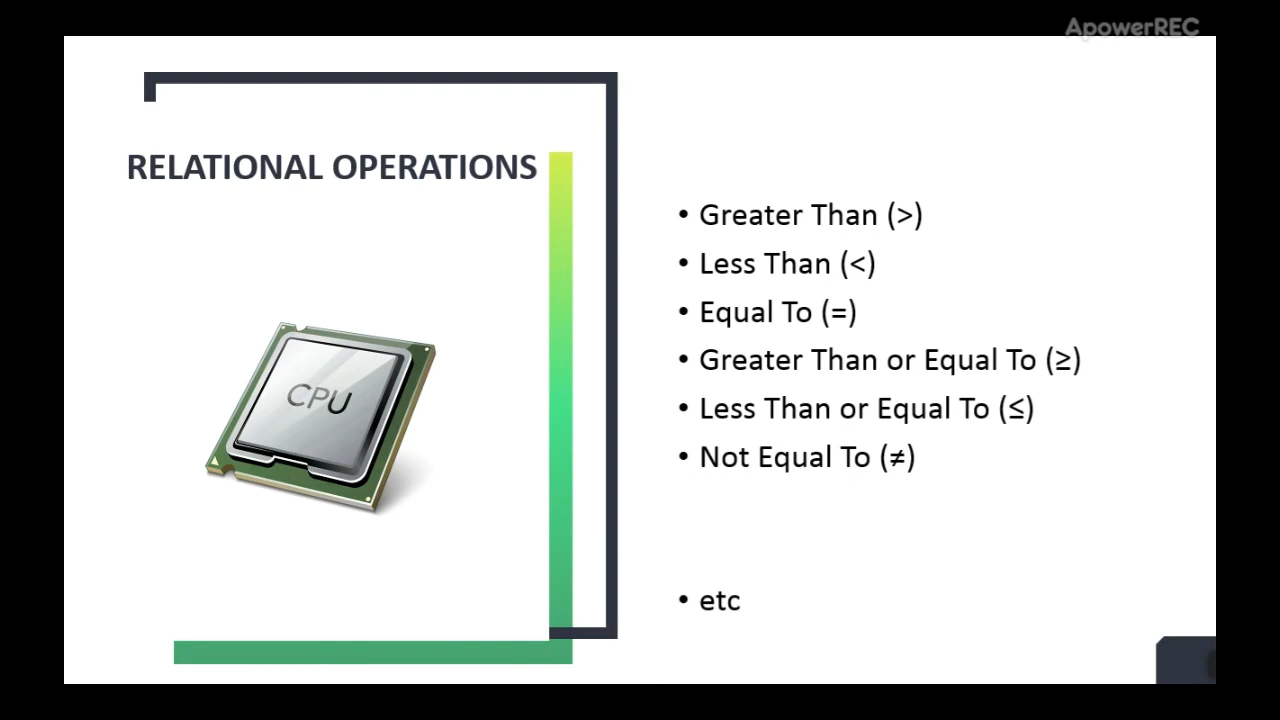 ApowerREC
RELATIONAL OPERATIONS
CPU
• Greater Than (>)
• Less Than (<)
• Equal To (=)
• Greater Than or Equal To (≥)
• Less Than or Equal To (≤)
• Not Equal To (≠)
• etc